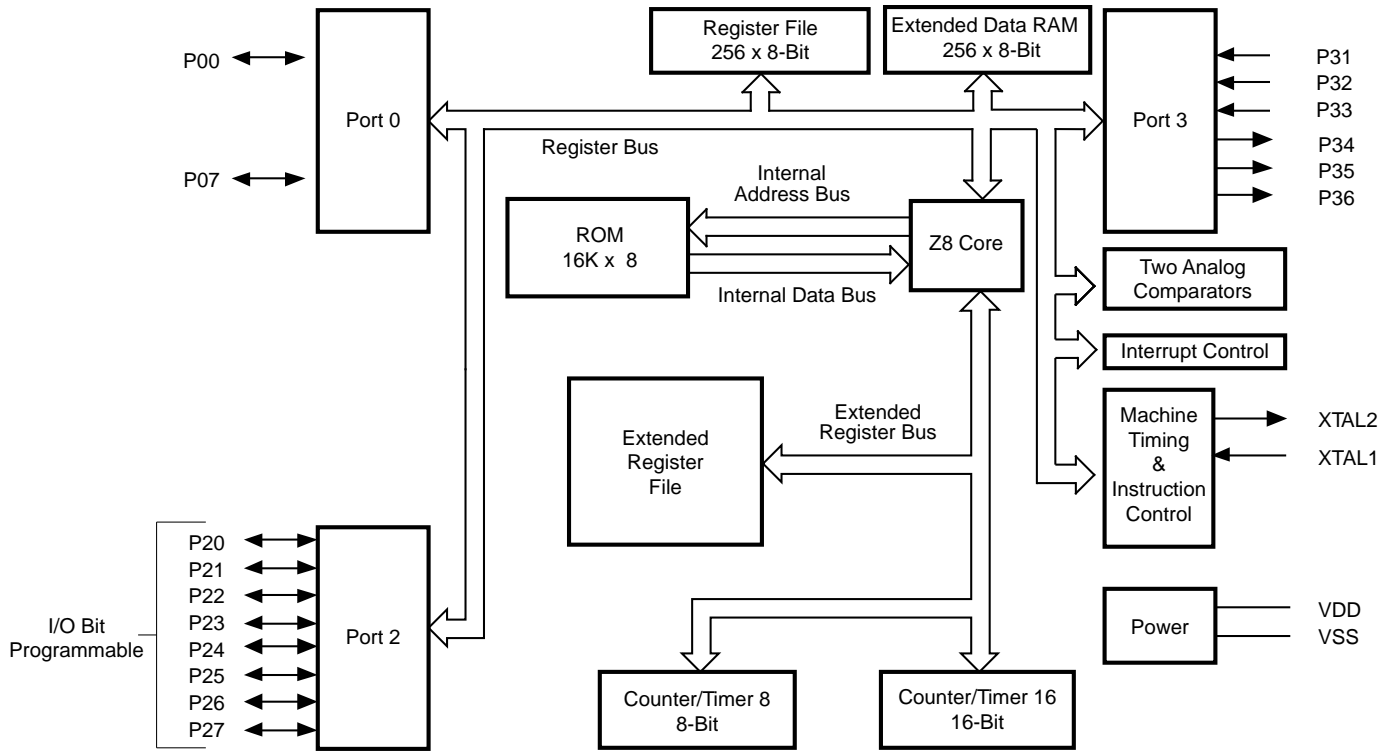 Register File
256 x 8-Bit
Extended Data RAM
256 x 8-Bit
P00
P07
Port 0
Port 3
P31
P32
P33
P34
P35
P36
Register Bus
Internal
Address Bus
ROM
16K x 8
Z8 Core
Internal Data Bus
Two Analog
Comparators
Interrupt Control
Extended
Register
File
Extended
Register Bus
Machine
Timing
&
Instruction
Control
XTAL2
XTAL1
I/O Bit
Programmable
P20
P21
P22
P23
P24
P25
P26
P27
Port 2
Power
VDD
VSS
Counter/Timer 8
8-Bit
Counter/Timer 16
16-Bit